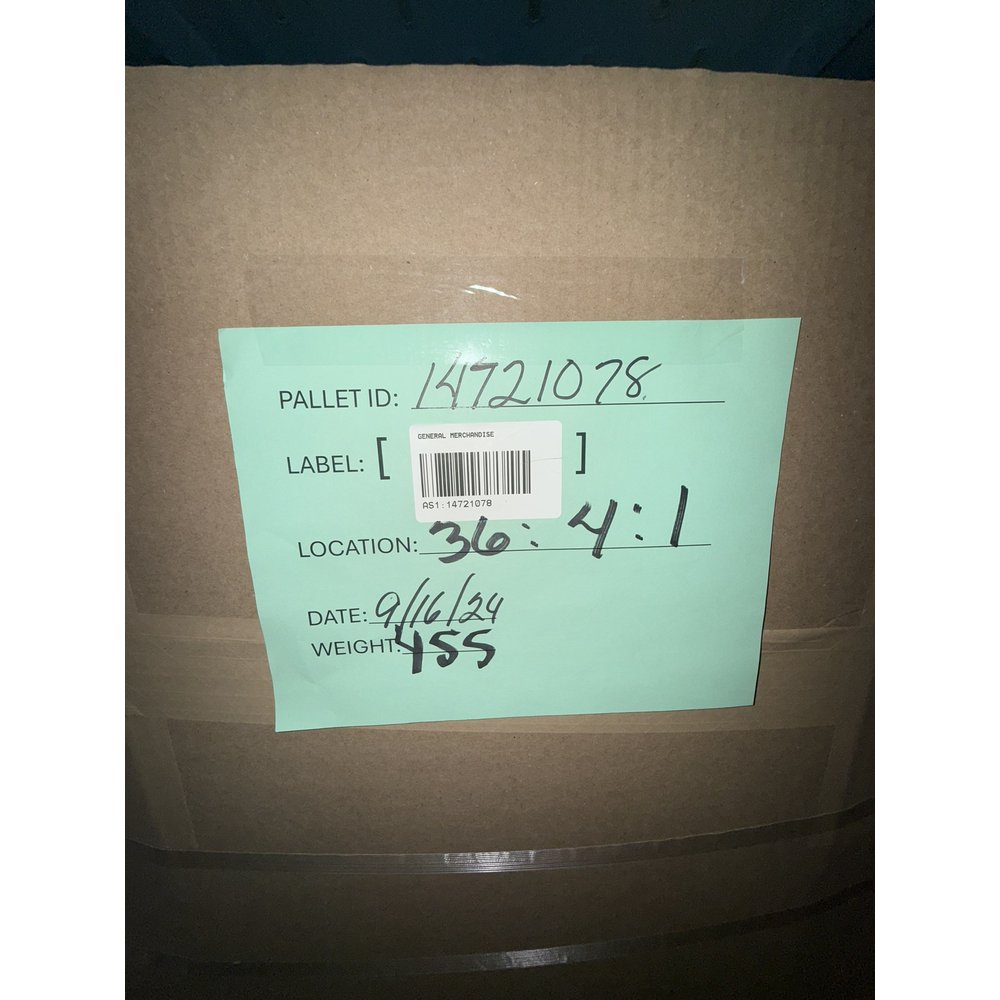 PALLET ID: 14721078
LABEL: [ ]
GENERAL MERCHANDISE
AS1:14721078
LOCATION: 36:4:1
DATE: 9/16/24
WEIGHT: 455